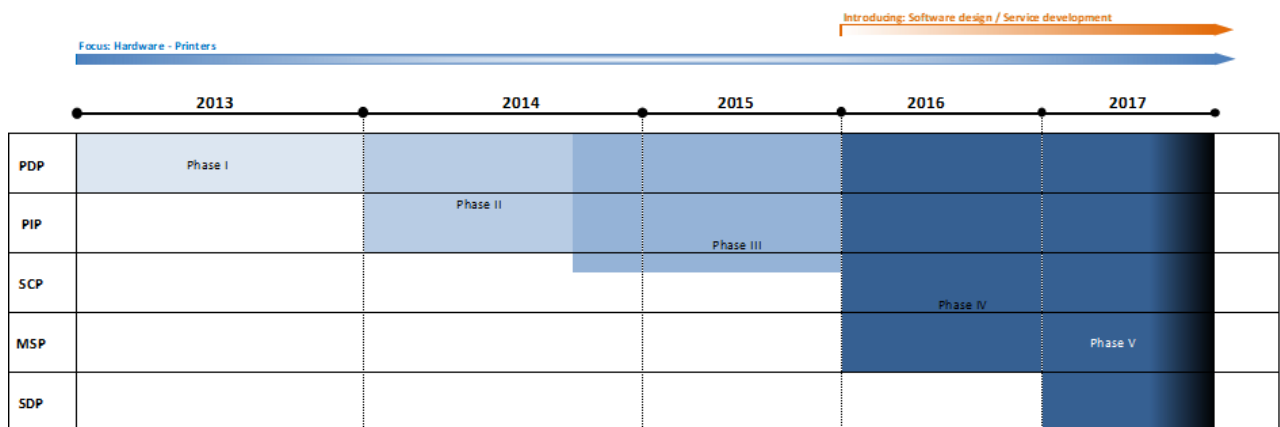 Introducing: Software design / Service development
Focus: Hardware - Printers
2013 2014 2015 2016 2017
PDP
Phase I
Phase II
PIP
Phase III
SCP
Phase IV
MSP
Phase V
SDP